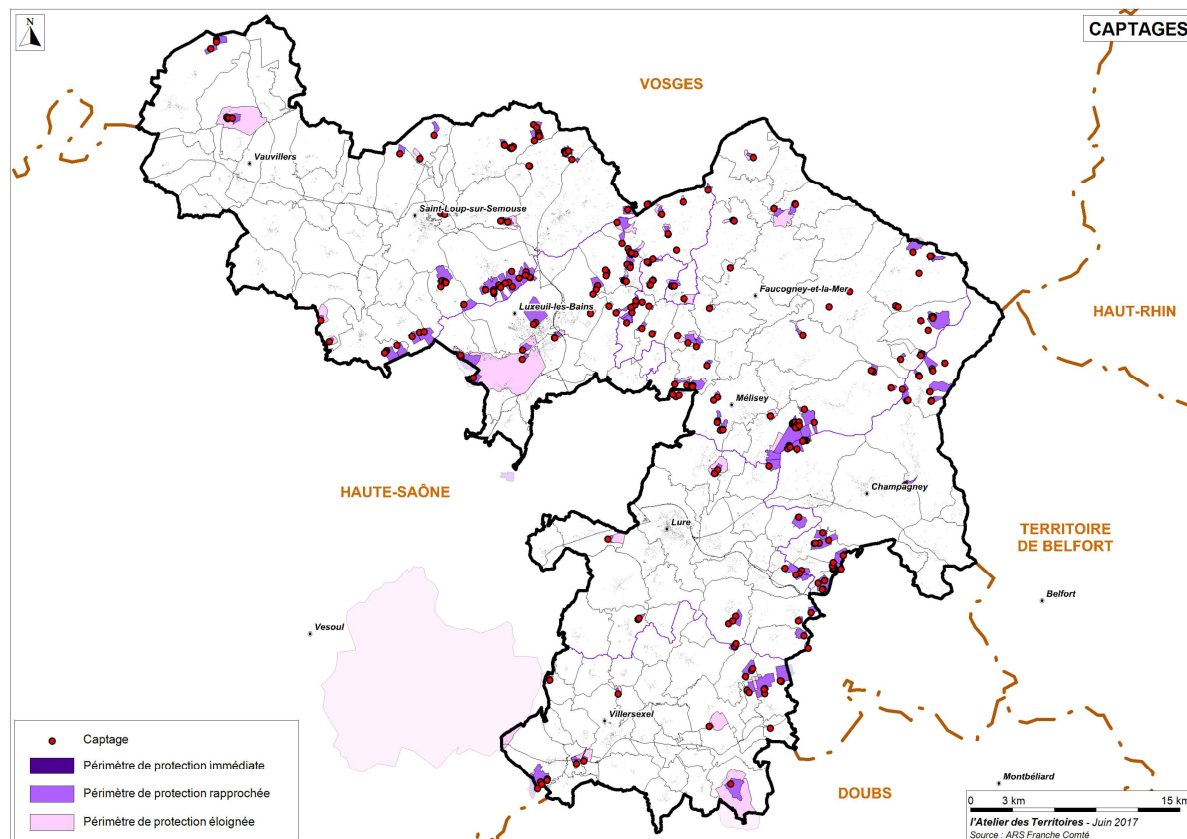 N
CAPTAGES
VOSGES
Vauvillers
Saint-Loup-sur-Semouse
Faucogney-et-la-Mer
HAUT-RHIN
Luxeuil-les-Bains
Mélisey
HAUTE-SAÔNE
Champagney
Lure
TERRITOIRE
DE BELFORT
Belfort
Vesoul
Villersexel
Captage
Périmètre de protection immédiate
Périmètre de protection rapprochée
Périmètre de protection éloignée
DOUBS
Montbéliard
0 3 km 15 km
l'Atelier des Territoires - Juin 2017
Source : ARS Franche Comté